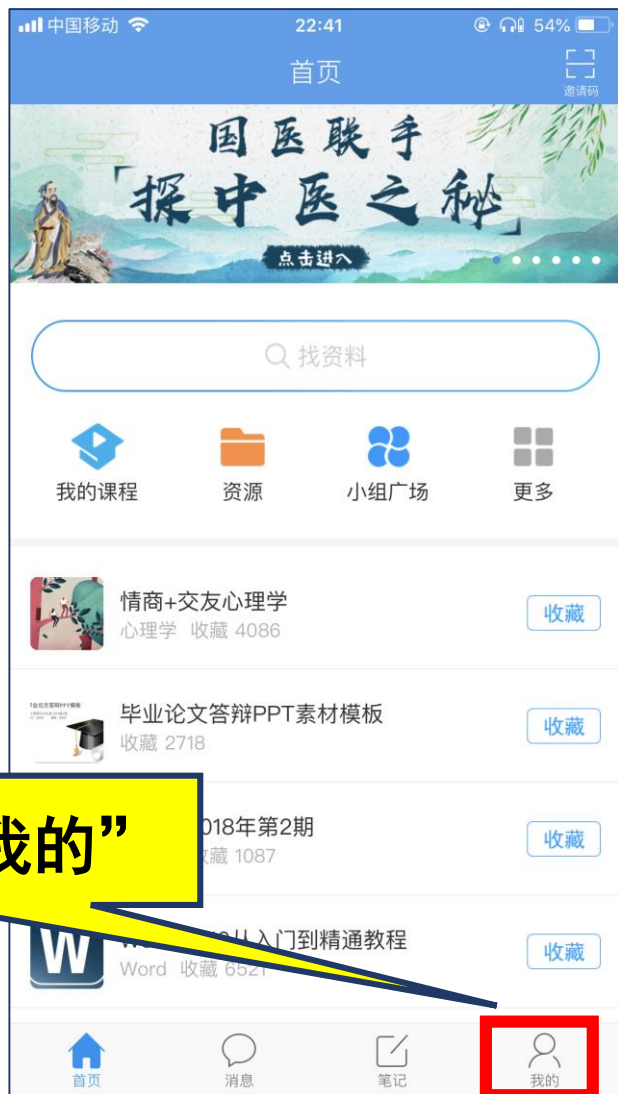 中国移动 22:41 54%
首页
邀请码
国医联手
「探中医之秘」
点击进入
找资料
我的课程 资源 小组广场 更多
情商+交友心理学
心理学 收藏 4086
收藏
毕业论文答辩PPT素材模板
收藏 2718
收藏
我的”
018年第2期
收藏 1087
收藏
W
从入门到精通教程
Word 收藏 6521
收藏
首页 消息 笔记 我的